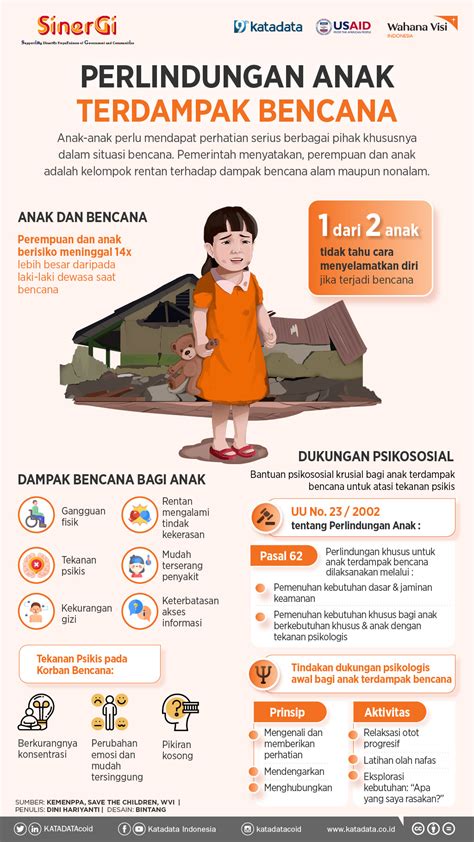 SinerGi
Supporting Disaster Preparedness of Government and Communities
katadata
USAID
FROM THE AMERICAN PEOPLE
Wahana Visi
INDONESIA
PERLINDUNGAN ANAK
TERDAMPAK BENCANA
Anak-anak perlu mendapat perhatian serius berbagai pihak khususnya
dalam situasi bencana. Pemerintah menyatakan, perempuan dan anak
adalah kelompok rentan terhadap dampak bencana alam maupun nonalam.
ANAK DAN BENCANA
Perempuan dan anak
berisiko meninggal 14x
lebih besar daripada
laki-laki dewasa saat
bencana
1 dari 2 anak
tidak tahu cara
menyelamatkan diri
jika terjadi bencana
DAMPAK BENCANA BAGI ANAK
Gangguan
fisik
Rentan
mengalami
tindak
kekerasan
Tekanan
psikis
Mudah
terserang
penyakit
Kekurangan
gizi
Keterbatasan
akses
informasi
Tekanan Psikis pada
Korban Bencana:
Berkurangnya
konsentrasi
Perubahan
emosi dan
mudah
tersinggung
Pikiran
kosong
DUKUNGAN PSIKOSOSIAL
Bantuan psikososial krusial bagi anak terdampak
bencana untuk atasi tekanan psikis
UU No. 23 / 2002
tentang Perlindungan Anak :
Pasal 62
Perlindungan khusus untuk
anak terdampak bencana
dilaksanakan melalui :
Pemenuhan kebutuhan dasar & jaminan
keamanan
Pemenuhan kebutuhan khusus bagi anak
berkebutuhan khusus & anak dengan
tekanan psikologis
Tindakan dukungan psikologis
awal bagi anak terdampak bencana
Prinsip
Mengenali dan
memberikan
perhatian
Mendengarkan
Menghubungkan
Aktivitas
Relaksasi otot
progresif
Latihan olah nafas
Eksplorasi
kebutuhan: “Apa
yang saya rasakan?”
SUMBER: KEMENPPA, SAVE THE CHILDREN, WVI |
PENULIS: DINI HARIYANTI | DESAIN: BINTANG
KATADATAcoid
Katadata Indonesia
katadatacoid
www.katadata.co.id